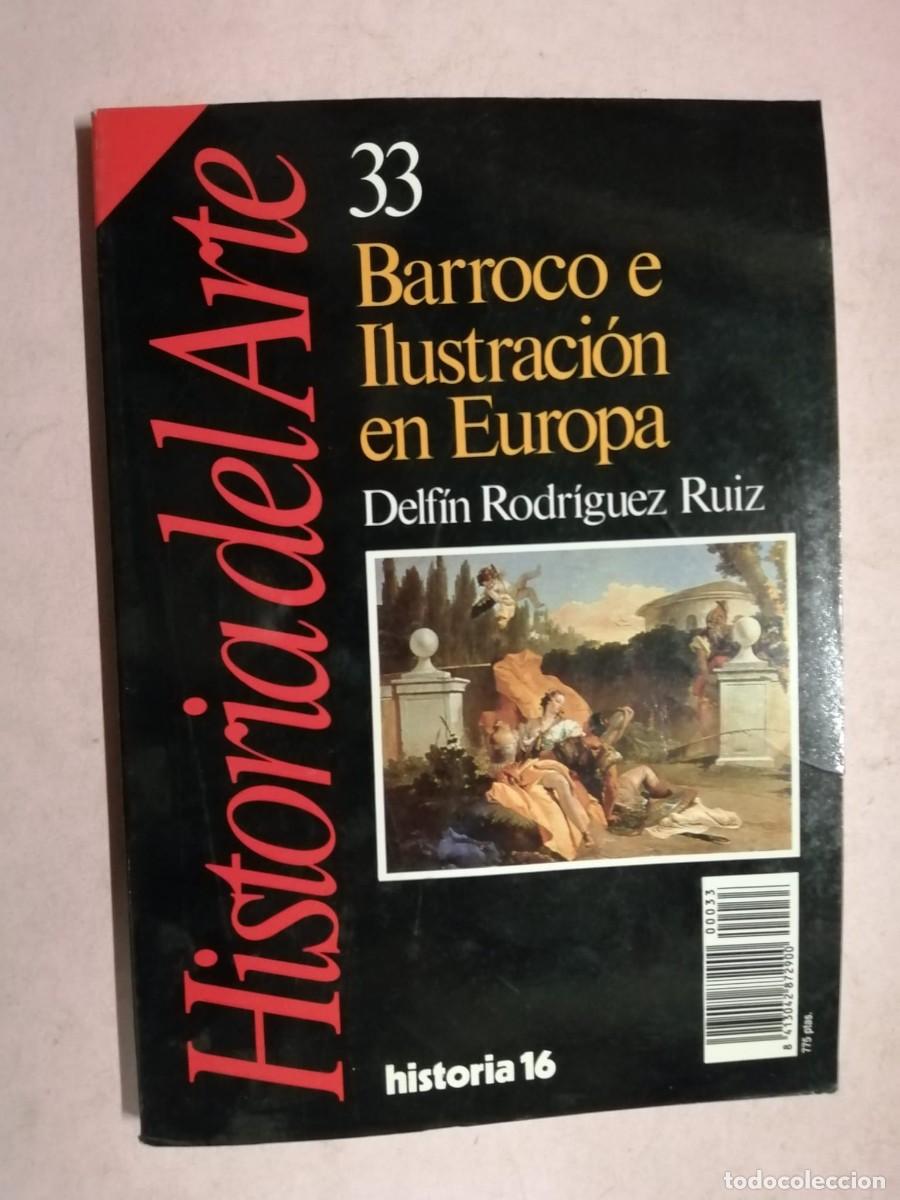 Historia del Arte
33
Barroco e
Ilustración
en Europa
Delfín Rodríguez Ruiz
00033
8 413042 872900
775 ptas.
historia 16
todocoleccion